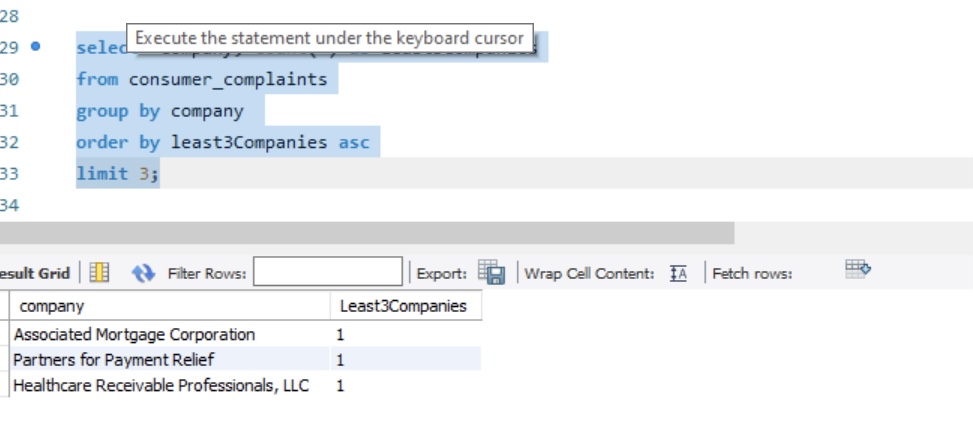 28
Execute the statement under the keyboard cursor
29 selec
30 from consumer_complaints
31 group by company
32 order by least3Companies asc
33 limit 3;
34
esult Grid Filter Rows: Export: Wrap Cell Content: IA Fetch rows:
company Least3Companies
Associated Mortgage Corporation 1
Partners for Payment Relief 1
Healthcare Receivable Professionals, LLC 1